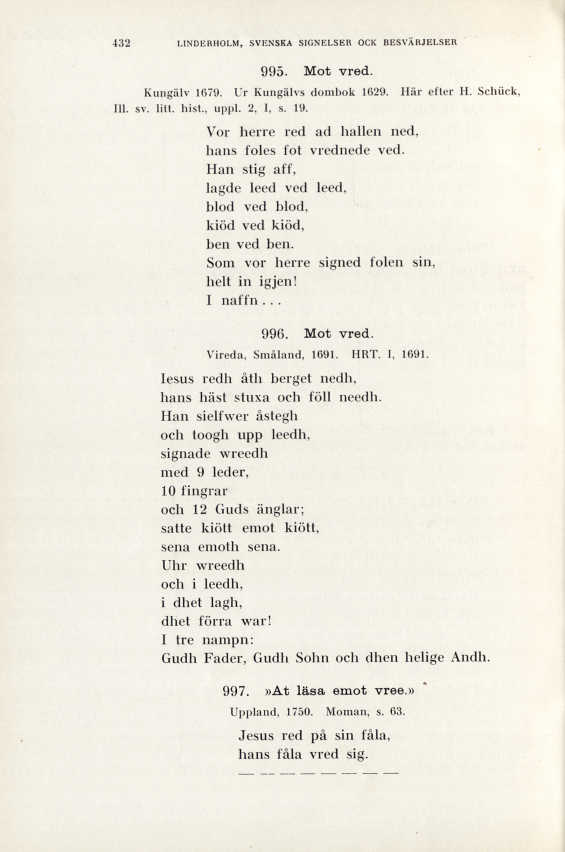 432 LINDERHOLM, SVENSKA SIGNELSER OCK BESVÄRJELSER
995. Mot vred.
Kungälv 1679. Ur Kungälvs dombok 1629. Här efter H. Schück,
Ill. sv. litt. hist., uppl. 2, I, s. 19.
Vor herre red ad hallen ned,
hans foles fot vrednede ved.
Han stig aff,
lagde leed ved leed,
blod ved blod,
kiöd ved kiöd,
ben ved ben.
Som vor herre signed folen sin,
helt in igjen!
I naffn . . .
996. Mot vred.
Vireda, Småland, 1691. HRT. I, 1691.
Iesus redh åth berget nedh,
hans häst stuxa och föll needh.
Han sielfwer åstegh
och toogh upp leedh,
signade wreedh
med 9 leder,
10 fingrar
och 12 Guds änglar;
satte kiött emot kiött,
sena emoth sena.
Uhr wreedh
och i leedh,
i dhet lagh,
dhet förra war!
I tre nampn:
Gudh Fader, Gudh Sohn och dhen helige Andh.
997. »At läsa emot vree.»
Uppland, 1750. Moman, s. 63.
Jesus red på sin fåla,
hans fåla vred sig.
— — — — — — — —